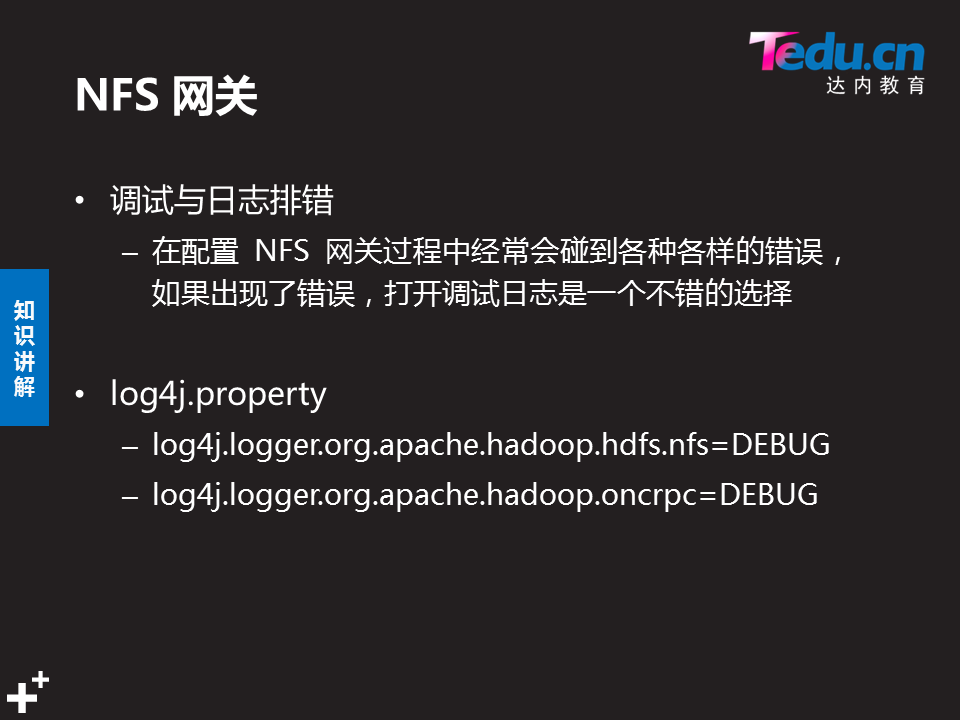 Tedu.cn
达内教育
NFS 网关
• 调试与日志排错
– 在配置 NFS 网关过程中经常会碰到各种各样的错误，
如果出现了错误，打开调试日志是一个不错的选择
知
识
讲
解
• log4j.property
– log4j.logger.org.apache.hadoop.hdfs.nfs=DEBUG
– log4j.logger.org.apache.hadoop.oncrpc=DEBUG